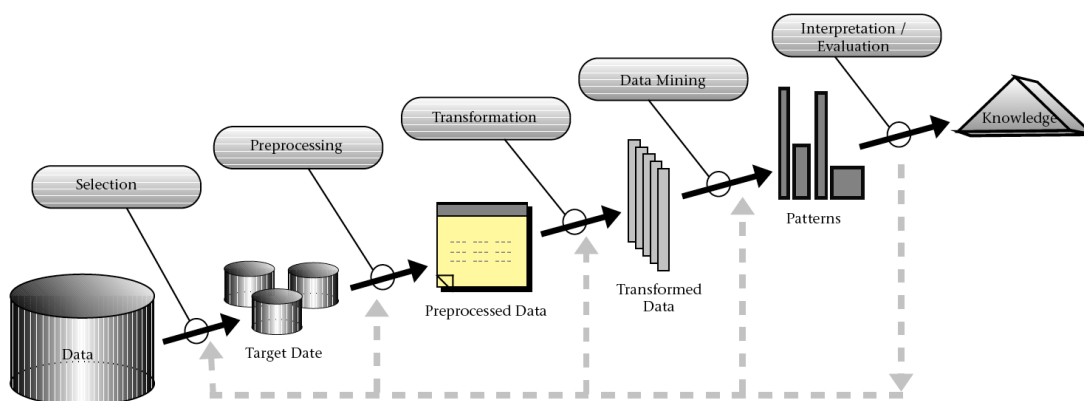 Interpretation /
Evaluation
Data Mining
Transformation
Preprocessing
Selection
Knowledge
Patterns
Transformed
Data
Preprocessed Data
Target Date
Data